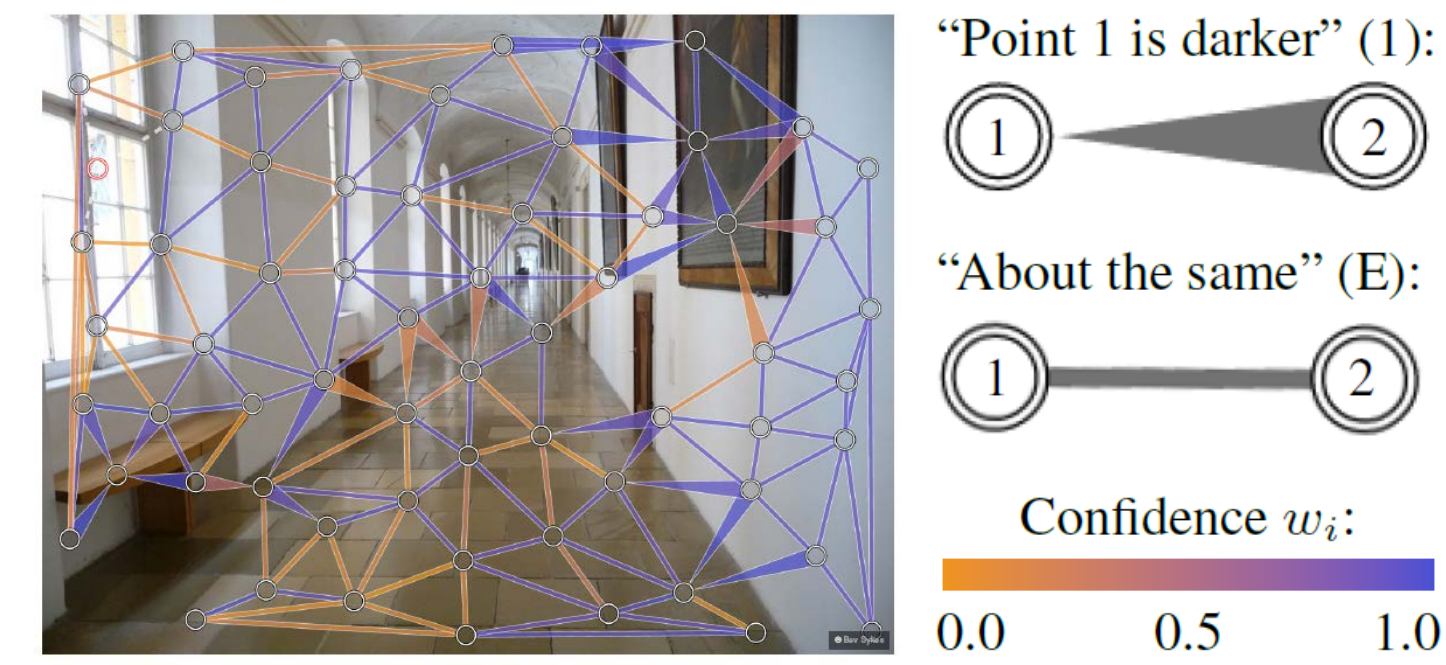 “Point 1 is darker” (1):
1 2
“About the same” (E):
1 2
Confidence wᵢ:
0.0 0.5 1.0